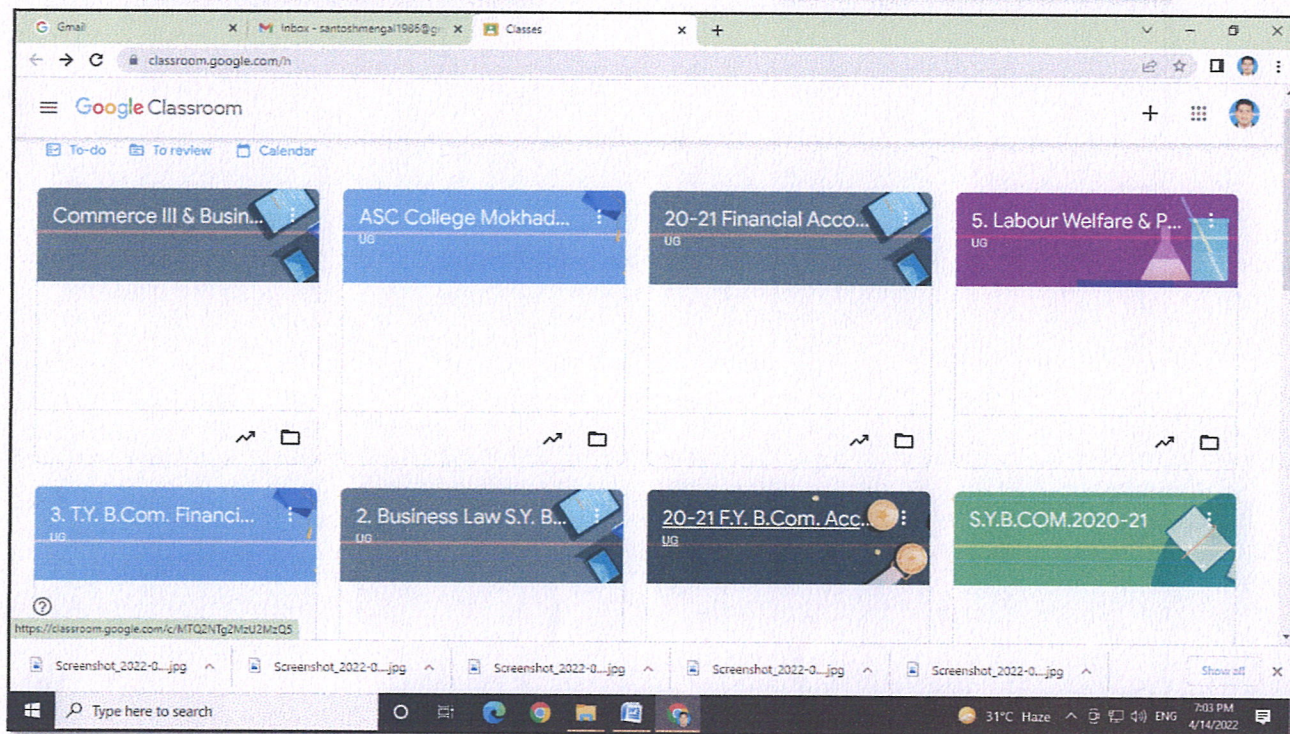 Gmail
Inbox - santoshmengal1986@g
Classes
classroom.google.com/h
Google Classroom
To-do
To review
Calendar
Commerce III & Busin...
ASC College Mokhad...
UG
20-21 Financial Acco...
UG
5. Labour Welfare & P...
UG
3. T.Y. B.Com. Financi...
UG
2. Business Law S.Y. B...
UG
20-21 F.Y. B.Com. Acc...
UG
S.Y.B.COM.2020-21
https://classroom.google.com/c/MTQ2NTg2MzU2MzQ5
Screenshot_2022-0....jpg
Screenshot_2022-0....jpg
Screenshot_2022-0....jpg
Screenshot_2022-0....jpg
Screenshot_2022-0....jpg
Show all
Type here to search
31°C Haze
ENG
7:03 PM
4/14/2022